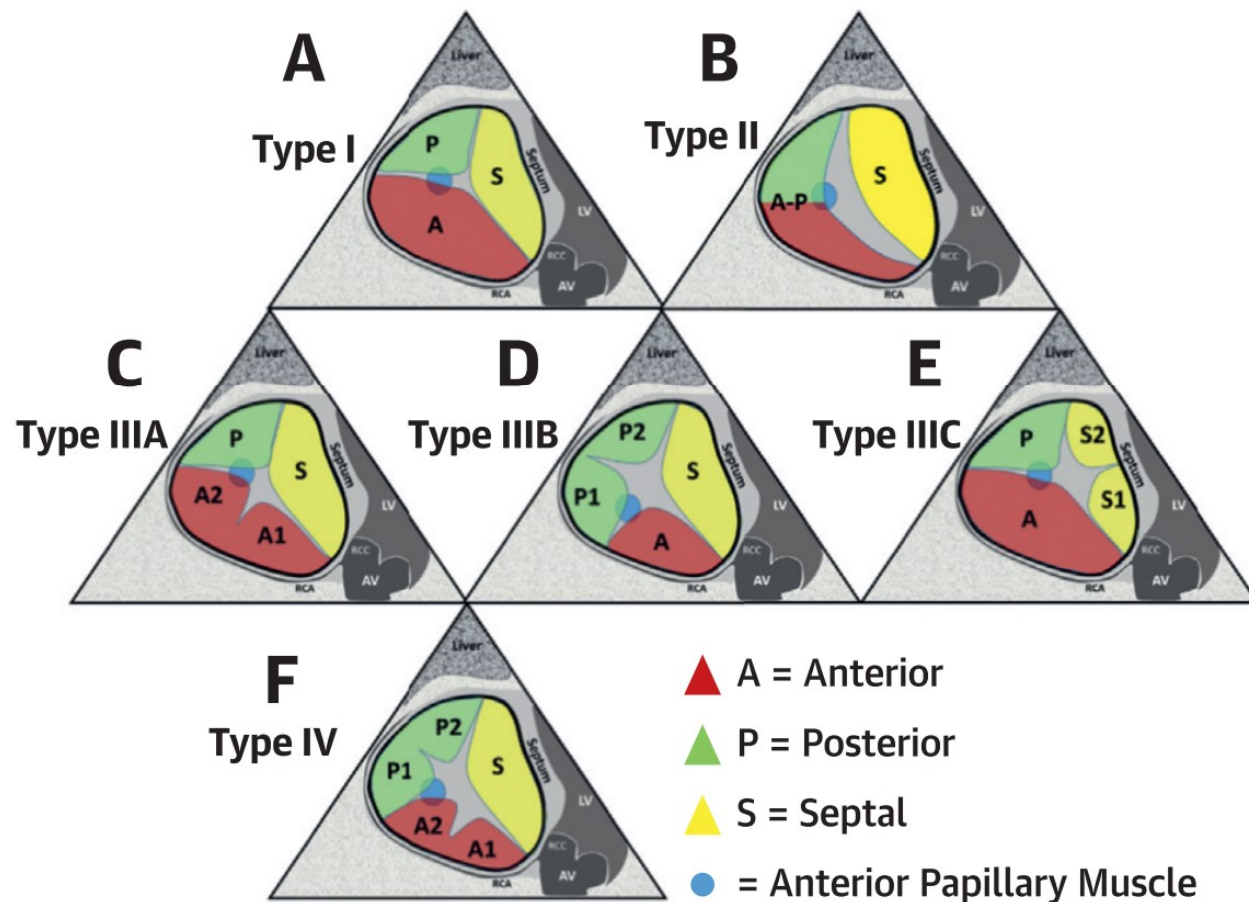 A
Type I
Liver
P
S
A
Septum
LV
RCC
AV
RCA
B
Type II
Liver
A-P
S
Septum
LV
RCC
AV
RCA
C
Type IIIA
Liver
P
S
A2
A1
Septum
LV
RCC
AV
RCA
D
Type IIIB
Liver
P2
P1
S
A
Septum
LV
RCC
AV
RCA
E
Type IIIC
Liver
P
S2
S1
A
Septum
LV
RCC
AV
RCA
F
Type IV
Liver
P2
P1
S
A2
A1
Septum
LV
RCC
AV
RCA
A = Anterior
P = Posterior
S = Septal
= Anterior Papillary Muscle